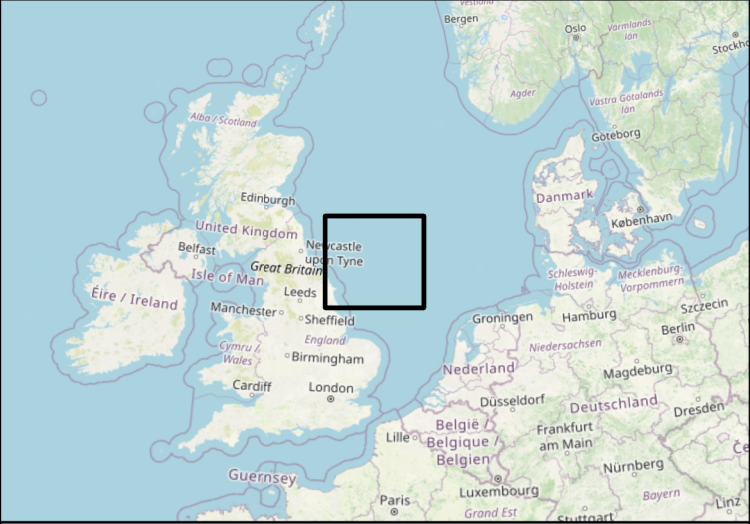 Vestland
Bergen
Oslo
Värmlands
län
Stockho
Agder
Västra Götalands
län
Alba / Scotland
Göteborg
Edinburgh
Danmark
København
United Kingdom
Belfast
Newcastle
upon Tyne
Great Britain
Isle of Man
Schleswig-
Holstein
Mecklenburg-
Vorpommern
Éire / Ireland
Leeds
Manchester
Sheffield
Groningen
Hamburg
Szczecin
Berlin
England
Cymru /
Wales
Birmingham
Niedersachsen
Nederland
Magdeburg
Cardiff
London
Düsseldorf
Deutschland
Dresden
België /
Belgique /
Belgien
Lille
Frankfurt
am Main
Če
Guernsey
Nürnberg
Luxembourg
Bayern
Paris
Grand Est
Stuttgart
Linz